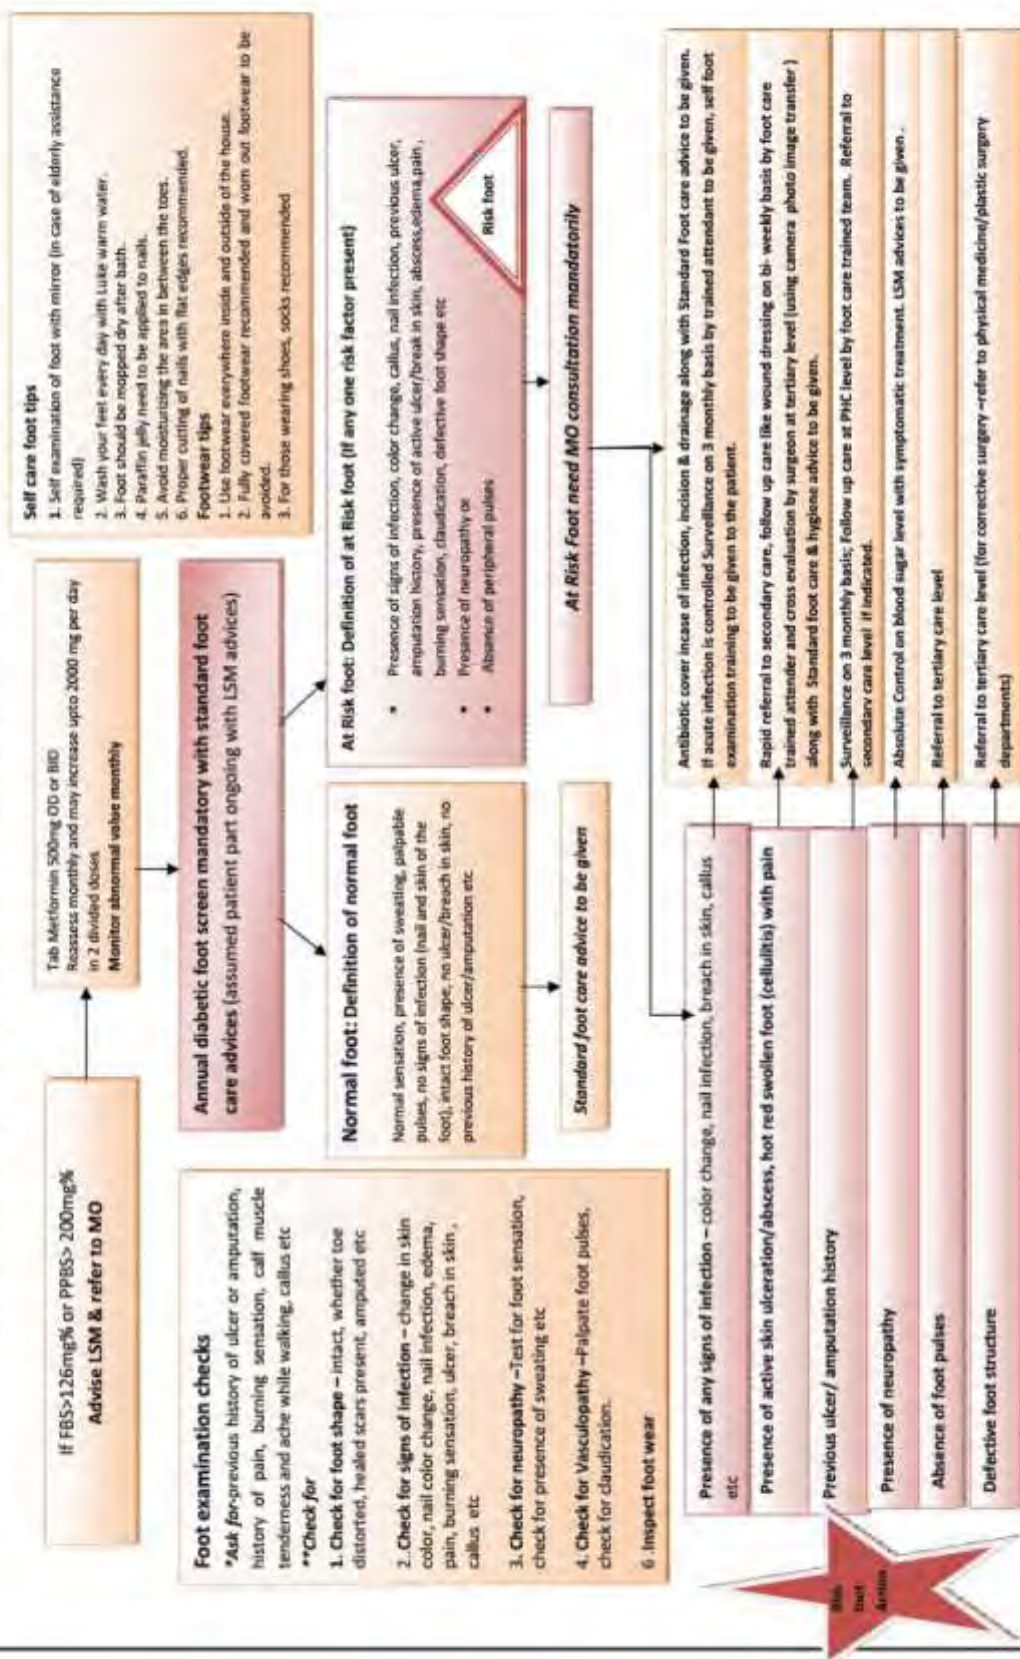 If FBS>126mg% or PPBS> 200mg%
Advise LSM & refer to MO
Tab Metformin 500mg OD or BID
Reassess monthly and may increase upto 2000 mg per day
in 2 divided doses
Monitor abnormal value monthly
Self care foot tips
1. Self examination of foot with mirror (in case of elderly assistance
required)
2. Wash your feet every day with Luke warm water.
3. Foot should be mopped dry after bath.
4. Paraffin jelly need to be applied to nails.
5. Avoid moisturizing the area in between the toes.
6. Proper cutting of nails with flat edges recommended.
Footwear tips
1. Use footwear everywhere inside and outside of the house.
2. Fully covered footwear recommended and worn out footwear to be
avoided.
3. For those wearing shoes, socks recommended
Foot examination checks
*Ask for-previous history of ulcer or amputation,
history of pain, burning sensation, calf muscle
tenderness and ache while walking, callus etc
**Check for
1. Check for foot shape – intact, whether toe
distorted, healed scars present, amputed etc
2..Check for signs of infection – change in skin
color, nail color change, nail infection, edema,
pain, burning sensation, ulcer, breach in skin ,
callus etc
3. Check for neuropathy –Test for foot sensation,
check for presence of sweating etc
4. Check for Vasculopathy –Palpate foot pulses,
check for claudication.
6 .Inspect foot wear
Annual diabetic foot screen mandatory with standard foot
care advices (assumed patient part ongoing with LSM advices)
Normal foot: Definition of normal foot
Normal sensation, presence of sweating, palpable
pulses, no signs of infection (nail and skin of the
foot), intact foot shape, no ulcer/breach in skin, no
previous history of ulcer/amputation etc
Standard foot care advice to be given
At Risk foot: Definition of at Risk foot (If any one risk factor present)
• Presence of signs of infection, color change, callus, nail infection, previous ulcer,
amputation history, presence of active ulcer/break in skin, abscess,edema,pain ,
burning sensation, claudication, defective foot shape etc
• Presence of neuropathy or
• Absence of peripheral pulses
Risk foot
At Risk Foot need MO consultation mandatorily
Risk
foot
Action
Presence of any signs of infection – color change, nail infection, breach in skin, callus
etc
Antibiotic cover incase of infection, incision & drainage along with Standard Foot care advice to be given.
If acute infection is controlled Surveillance on 3 monthly basis by trained attendant to be given, self foot
examination training to be given to the patient.
Presence of active skin ulceration/abscess, hot red swollen foot (cellulitis) with pain
Rapid referral to secondary care, follow up care like wound dressing on bi- weekly basis by foot care
trained attender and cross evaluation by surgeon at tertiary level (using camera photo image transfer )
along with Standard foot care & hygiene advice to be given.
Previous ulcer/ amputation history
Surveillance on 3 monthly basis; Follow up care at PHC level by foot care trained team. Referral to
secondary care level if indicated.
Presence of neuropathy
Absolute Control on blood sugar level with symptomatic treatment. LSM advices to be given .
Absence of foot pulses
Referral to tertiary care level
Defective foot structure
Referral to tertiary care level (for corrective surgery –refer to physical medicine/plastic surgery
departments)